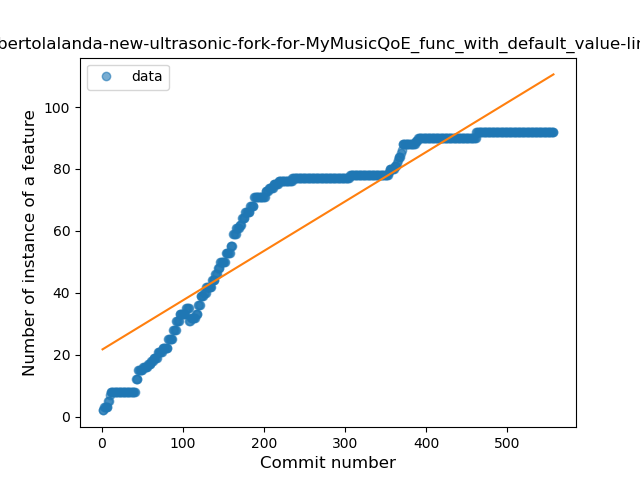 bertolalanda-new-ultrasonic-fork-for-MyMusicQoE_func_with_default_value-lin
data
100
80
60
40
20
0
Number of instance of a feature
0 100 200 300 400 500
Commit number